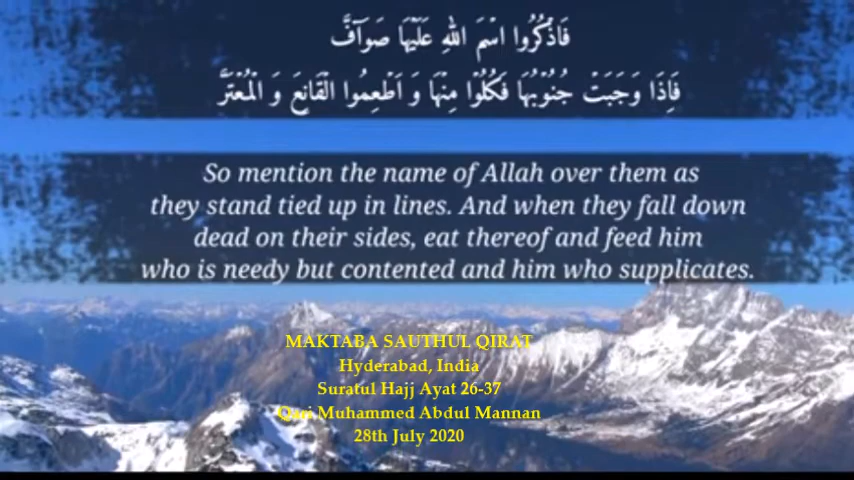 فَاذْكُرُوا اسْمَ اللّٰهِ عَلَيْهَا صَوَآفَّ
فَاِذَا وَجَبَتْ جُنُوْبُهَا فَكُلُوْا مِنْهَا وَ اَطْعِمُوا الْقَانِعَ وَ الْمُعْتَرَّ
So mention the name of Allah over them as
they stand tied up in lines. And when they fall down
dead on their sides, eat thereof and feed him
who is needy but contented and him who supplicates.
MAKTABA SAUTHUL QIRAT
Hyderabad, India
Suratul Hajj Ayat 26-37
Qari Muhammed Abdul Mannan
28th July 2020